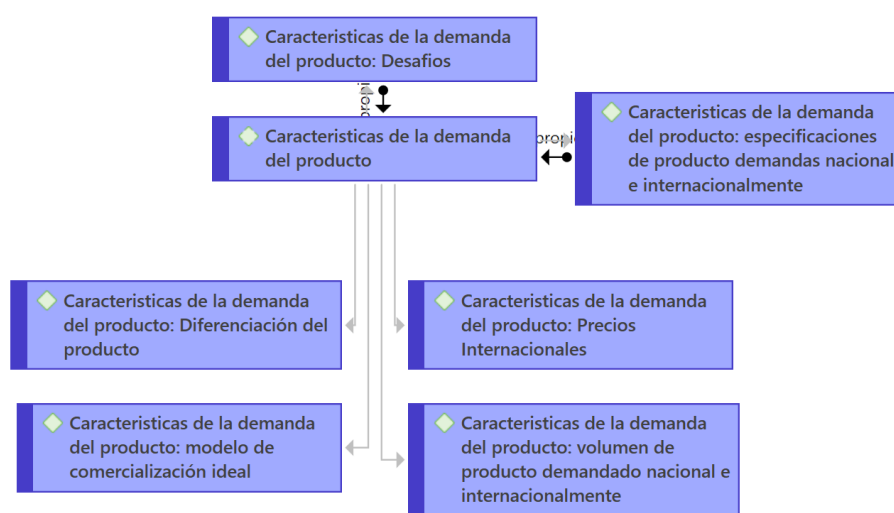 Caracteristicas de la demanda
del producto: Desafios
propi
Caracteristicas de la demanda
del producto
propi
Caracteristicas de la demanda
del producto: especificaciones
de producto demandas nacional
e internacionalmente
Caracteristicas de la demanda
del producto: Diferenciación del
producto
Caracteristicas de la demanda
del producto: Precios
Internacionales
Caracteristicas de la demanda
del producto: modelo de
comercialización ideal
Caracteristicas de la demanda
del producto: volumen de
producto demandado nacional e
internacionalmente